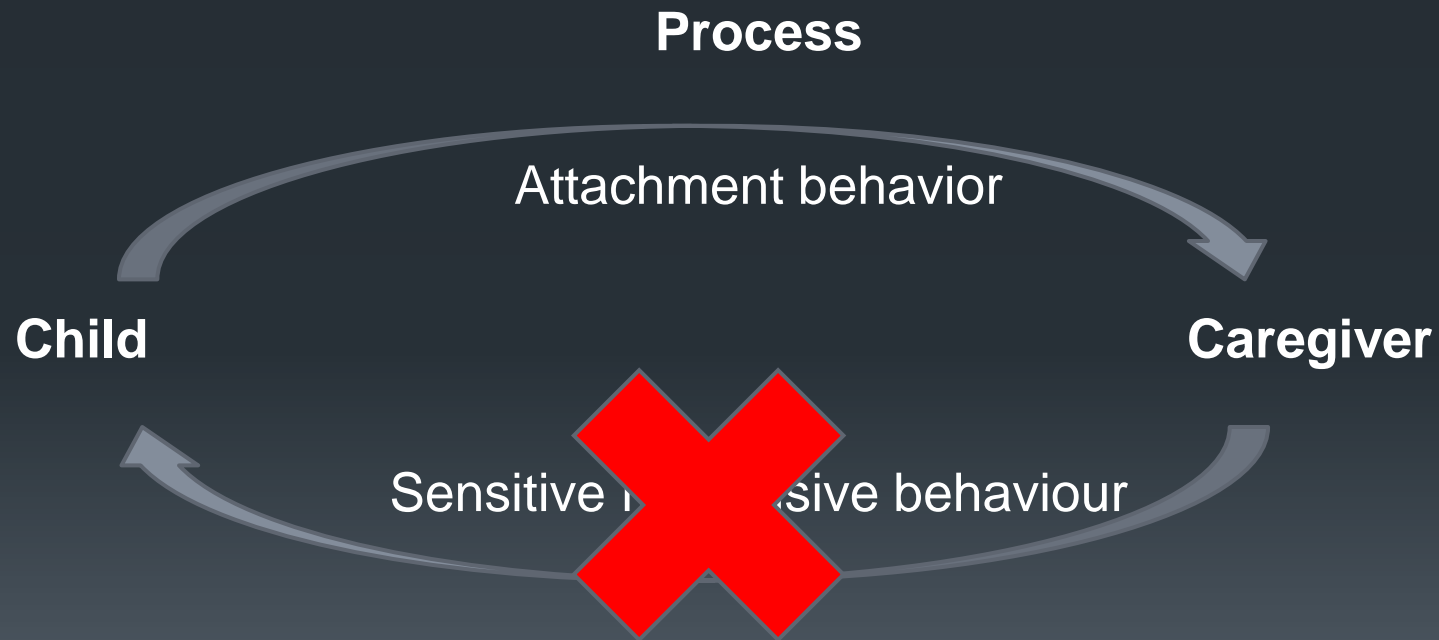 Process
Attachment behavior
Child
Caregiver
Sensitive behaviour